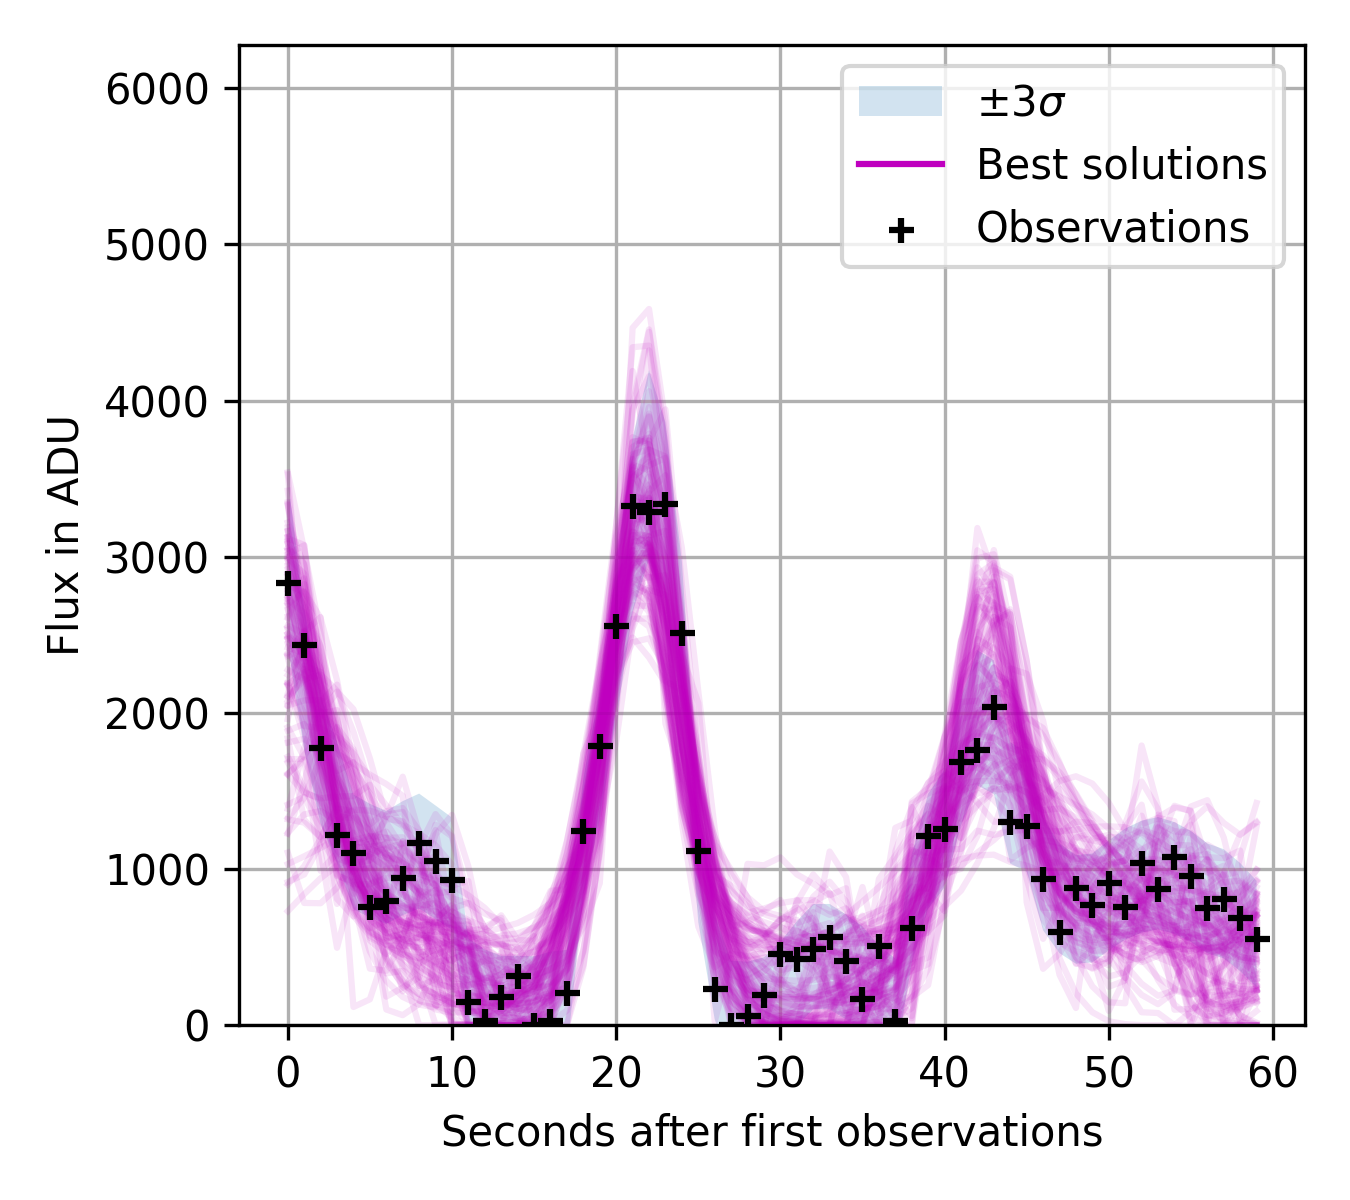 6000
5000
4000
3000
2000
1000
0
Flux in ADU
±3σ
Best solutions
Observations
0 10 20 30 40 50 60
Seconds after first observations